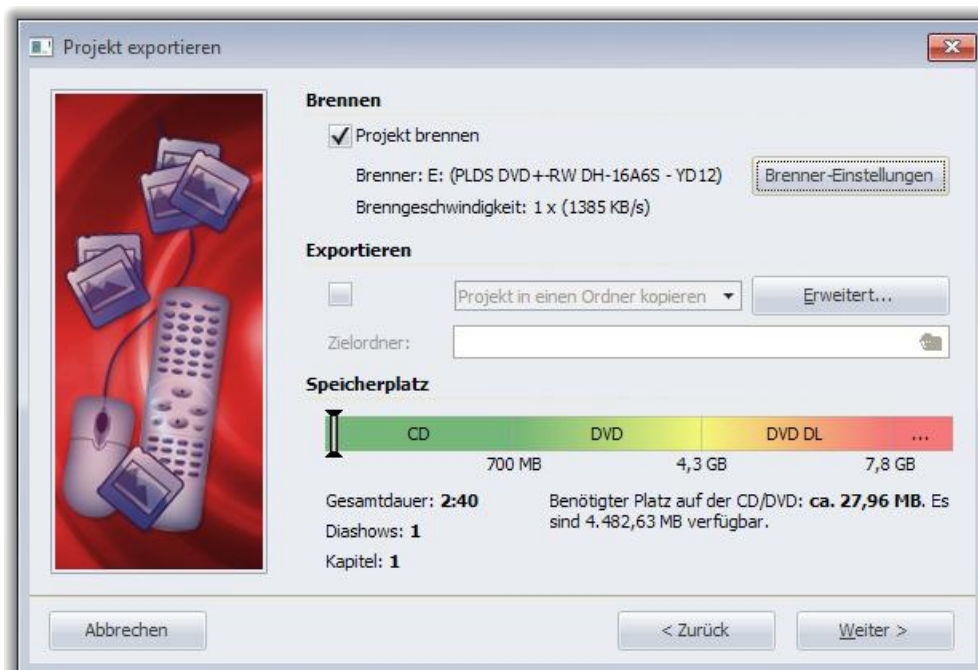 Projekt exportieren
Brennen
Projekt brennen
Brenner: E: (PLDS DVD+-RW DH-16A6S - YD12)
Brenner-Einstellungen
Brenngeschwindigkeit: 1 x (1385 KB/s)
Exportieren
Projekt in einen Ordner kopieren
Erweitert...
Zielordner:
Speicherplatz
CD DVD DVD DL ...
700 MB 4,3 GB 7,8 GB
Gesamtdauer: 2:40
Diashows: 1
Kapitel: 1
Benötigter Platz auf der CD/DVD: ca. 27,96 MB. Es
sind 4.482,63 MB verfügbar.
Abbrechen
< Zurück
Weiter >